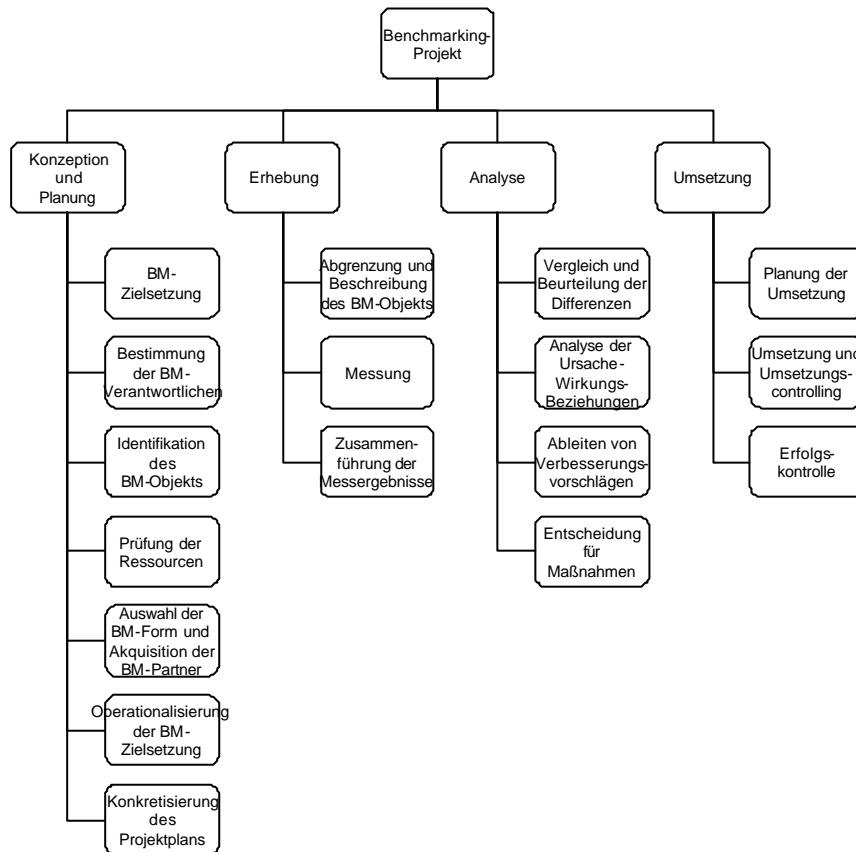 Benchmarking-
Projekt
Konzeption
und
Planung
Erhebung
Analyse
Umsetzung
BM-
Zielsetzung
Bestimmung
der BM-
Verantwortlichen
Identifikation
des
BM-Objekts
Prüfung der
Ressourcen
Auswahl der
BM-Form und
Akquisition der
BM-Partner
Operationalisierung
der BM-
Zielsetzung
Konkretisierung
des
Projektplans
Abgrenzung und
Beschreibung
des BM-Objekts
Messung
Zusammen-
führung der
Messergebnisse
Vergleich und
Beurteilung der
Differenzen
Analyse der
Ursache-
Wirkungs-
Beziehungen
Ableiten von
Verbesserungs-
vorschlägen
Entscheidung
für
Maßnahmen
Planung der
Umsetzung
Umsetzung und
Umsetzungs-
controlling
Erfolgs-
kontrolle